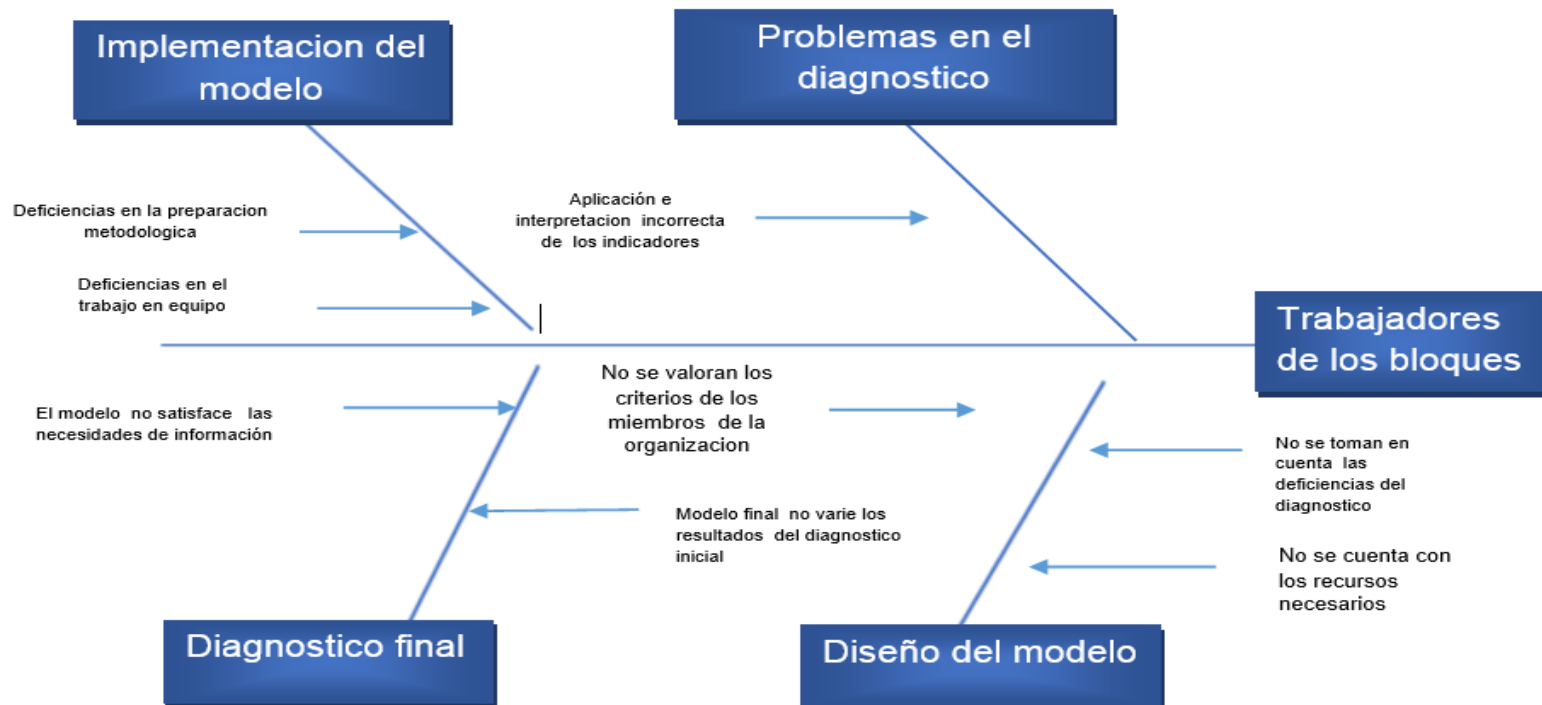 Implementacion del
modelo
Problemas en el
diagnostico
Deficiencias en la preparacion
metodologica
Aplicación e
interpretacion incorrecta
de los indicadores
Deficiencias en el
trabajo en equipo
Trabajadores
de los bloques
El modelo no satisface las
necesidades de información
No se valoran los
criterios de los
miembros de la
organizacion
No se toman en
cuenta las
deficiencias del
diagnostico
Modelo final no varie los
resultados del diagnostico
inicial
No se cuenta con
los recursos
necesarios
Diagnostico final
Diseño del modelo